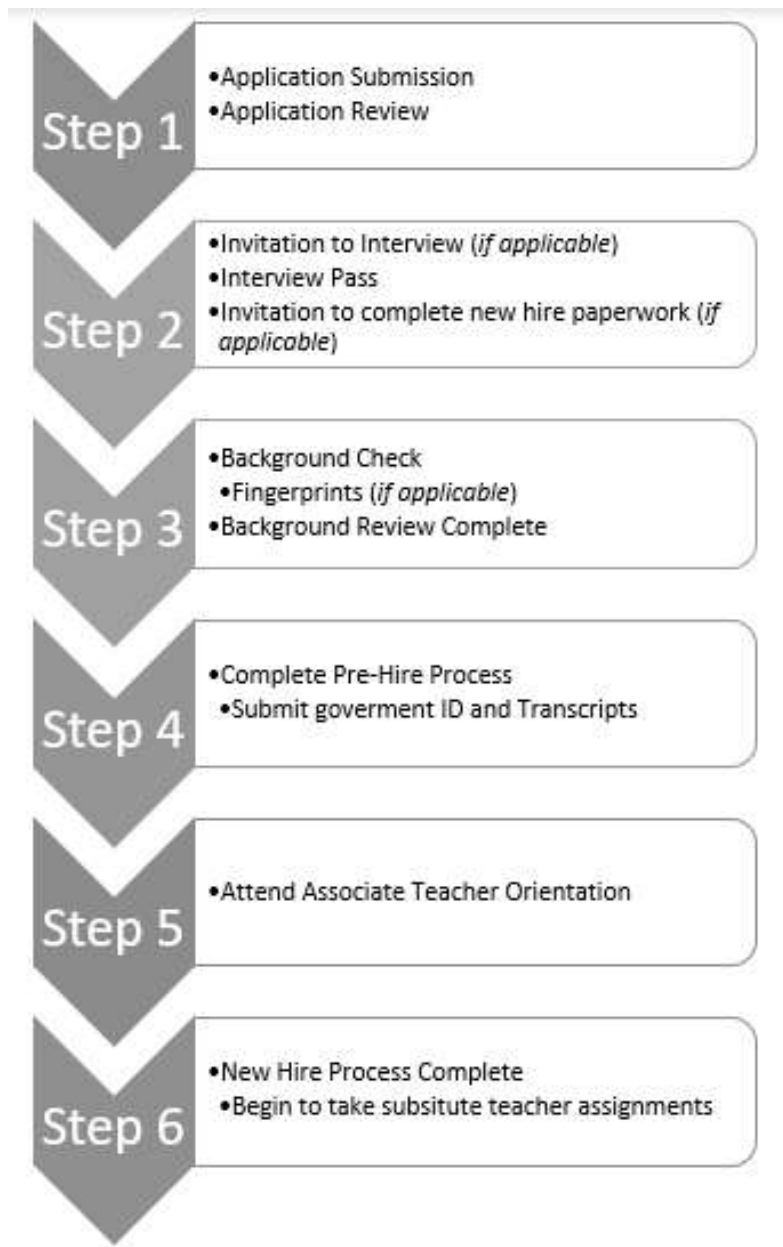 Step 1
•Application Submission
•Application Review
Step 2
•Invitation to Interview (if applicable)
•Interview Pass
•Invitation to complete new hire paperwork (if
applicable)
Step 3
•Background Check
•Fingerprints (if applicable)
•Background Review Complete
Step 4
•Complete Pre-Hire Process
•Submit goverment ID and Transcripts
Step 5
•Attend Associate Teacher Orientation
Step 6
•New Hire Process Complete
•Begin to take subsitute teacher assignments